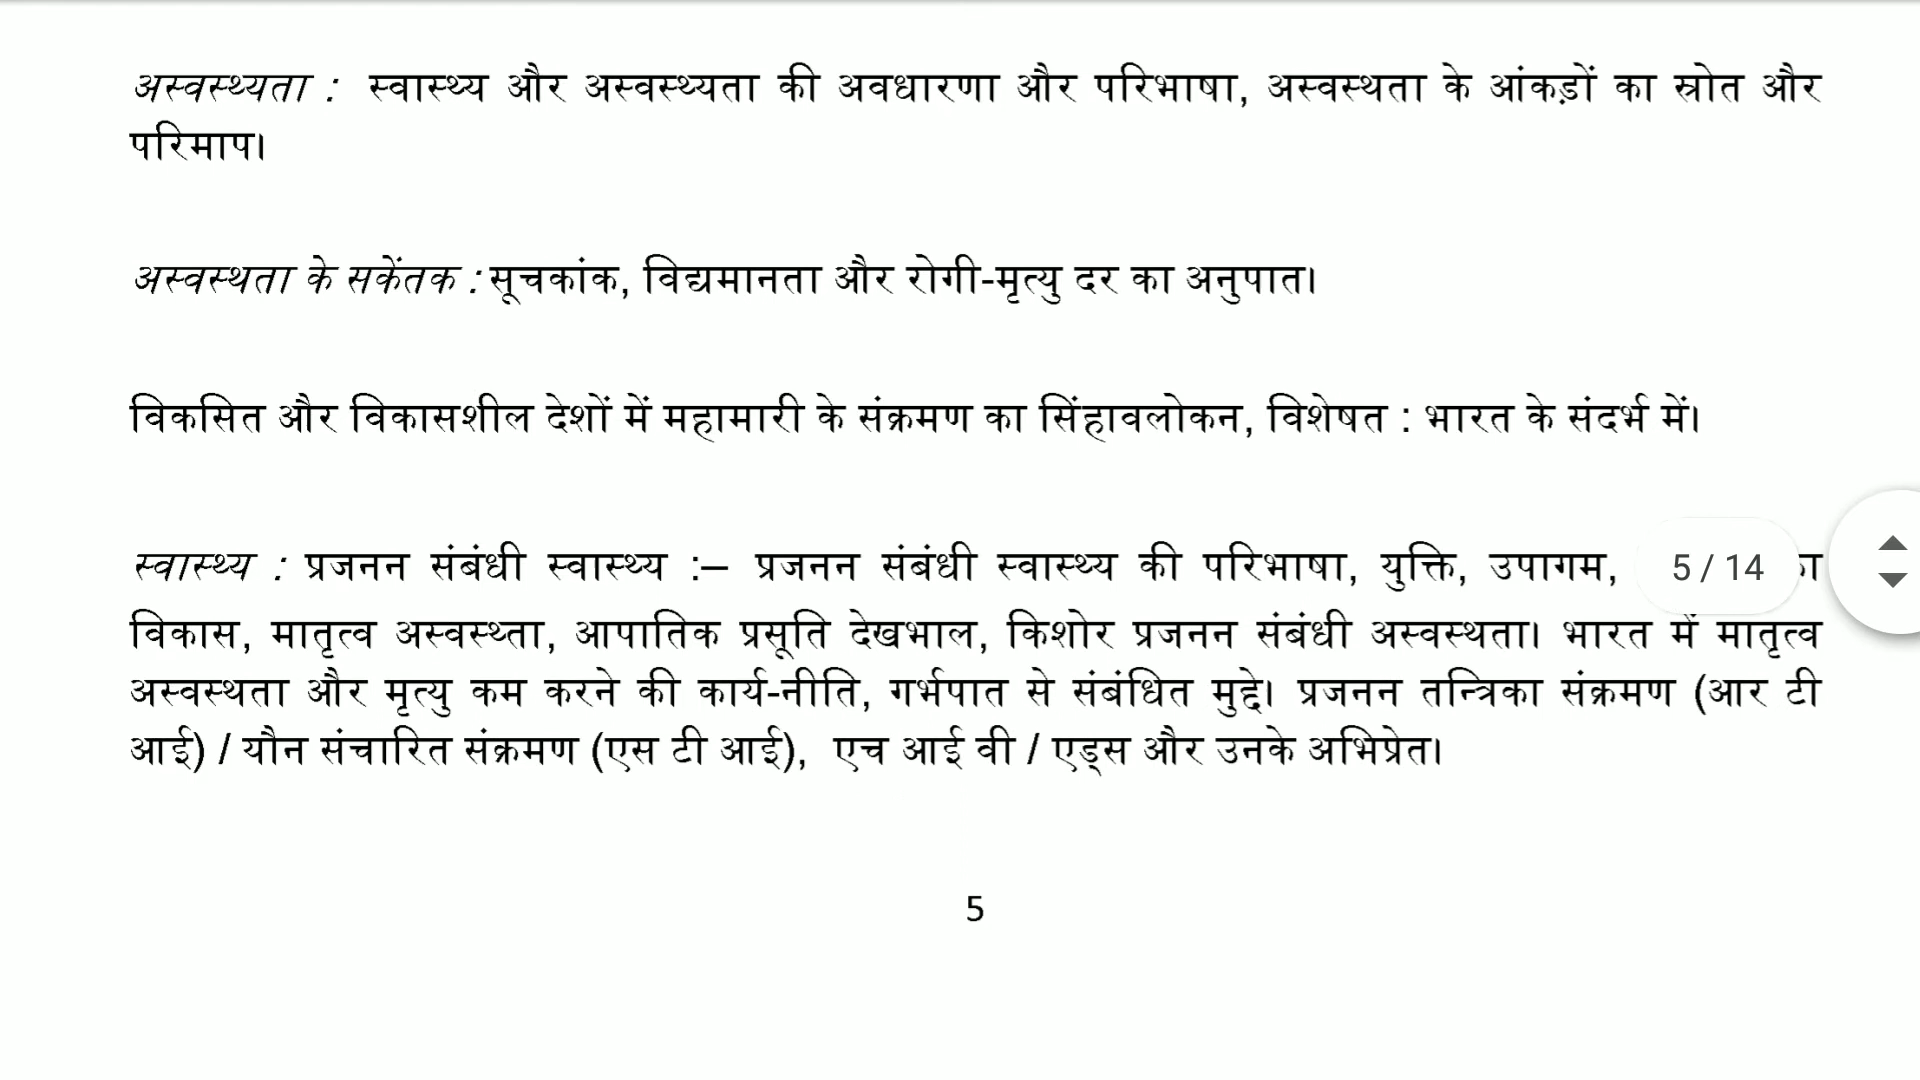 अस्वस्थ्यता : स्वास्थ्य और अस्वस्थ्यता की अवधारणा और परिभाषा, अस्वस्थता के आंकड़ों का स्रोत और
परिमाप।
अस्वस्थता के सकेंतक : सूचकांक, विद्यमानता और रोगी-मृत्यु दर का अनुपात।
विकसित और विकासशील देशों में महामारी के संक्रमण का सिंहावलोकन, विशेषत : भारत के संदर्भ में।
स्वास्थ्य : प्रजनन संबंधी स्वास्थ्य :– प्रजनन संबंधी स्वास्थ्य की परिभाषा, युक्ति, उपागम,
5 / 14
विकास, मातृत्व अस्वस्थ्ता, आपातिक प्रसूति देखभाल, किशोर प्रजनन संबंधी अस्वस्थता। भारत में मातृत्व
अस्वस्थता और मृत्यु कम करने की कार्य-नीति, गर्भपात से संबंधित मुद्दे। प्रजनन तन्त्रिका संक्रमण (आर टी
आई) / यौन संचारित संक्रमण (एस टी आई), एच आई वी / एड्स और उनके अभिप्रेत।
5